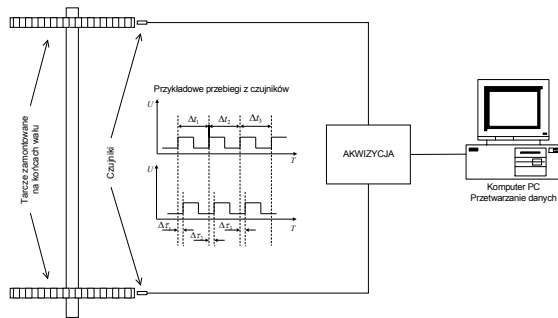 Tarcze zamontowane
na końcach wału
Czujniki
Przykładowe przebiegi z czujników
U
Δt₁
Δt₂
Δt₃
T
U
Δτ₁
Δτ₂
Δτ₃
T
AKWIZYCJA
Komputer PC
Przetwarzanie danych